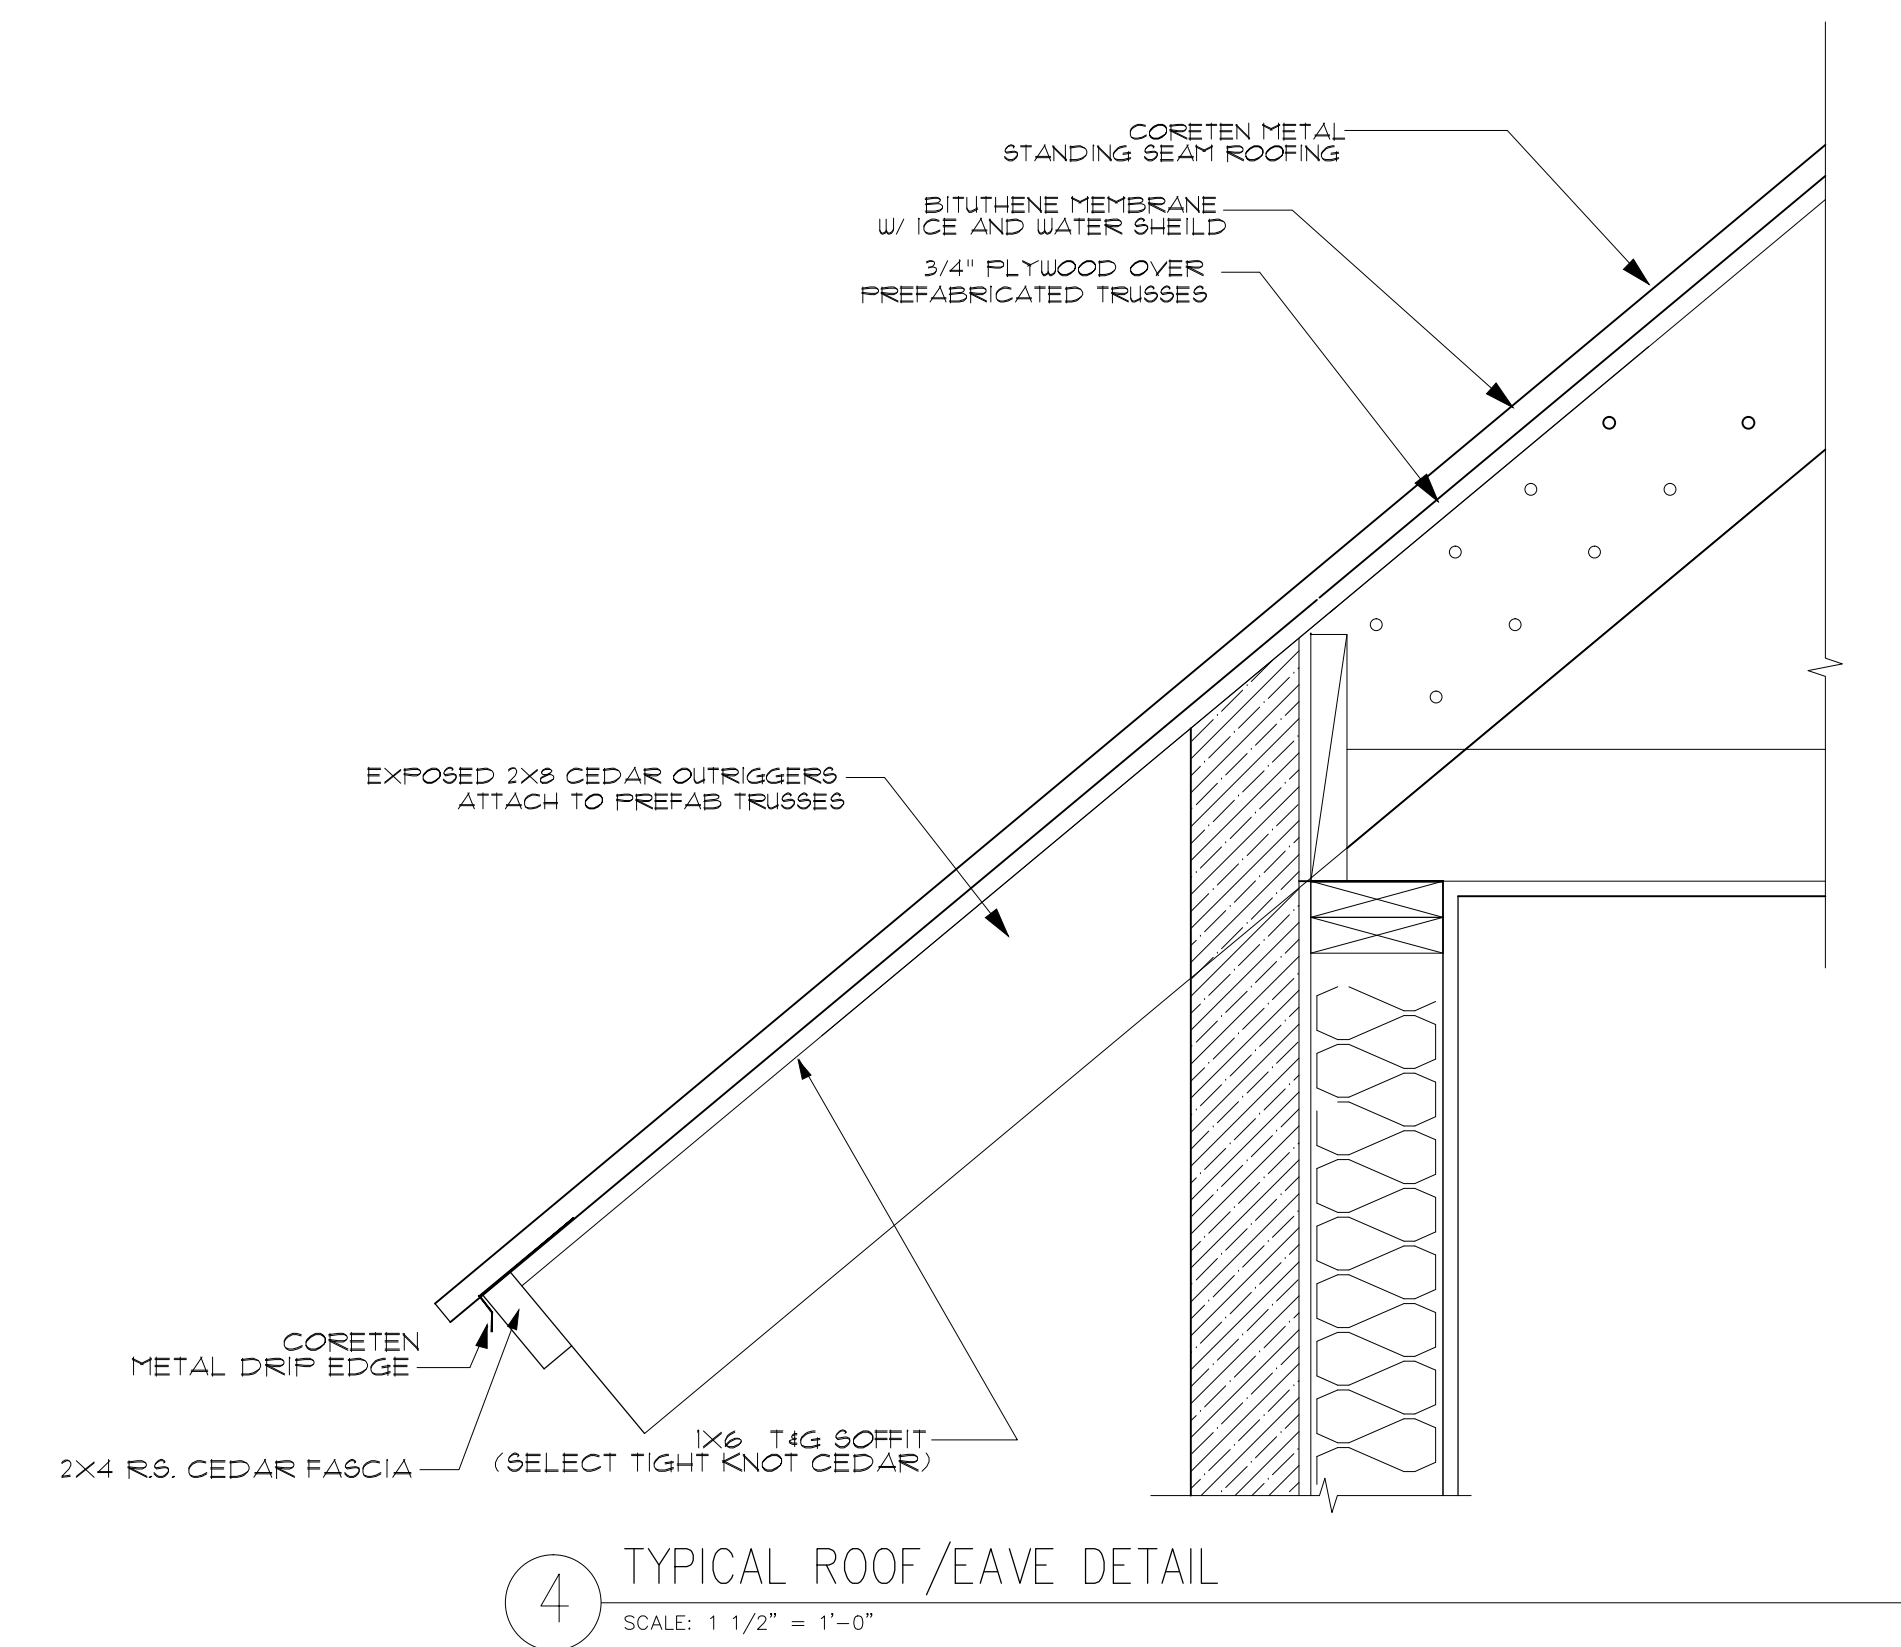 CORETEN METAL
STANDING SEAM ROOFING
BITUTHENE MEMBRANE
W/ ICE AND WATER SHEILD
3/4" PLYWOOD OVER
PREFABRICATED TRUSSES
EXPOSED 2X8 CEDAR OUTRIGGERS
ATTACH TO PREFAB TRUSSES
CORETEN
METAL DRIP EDGE
2X4 R.S. CEDAR FASCIA
1X6 T&G SOFFIT
(SELECT TIGHT KNOT CEDAR)
4
TYPICAL ROOF/EAVE DETAIL
SCALE: 1 1/2" = 1'-0"